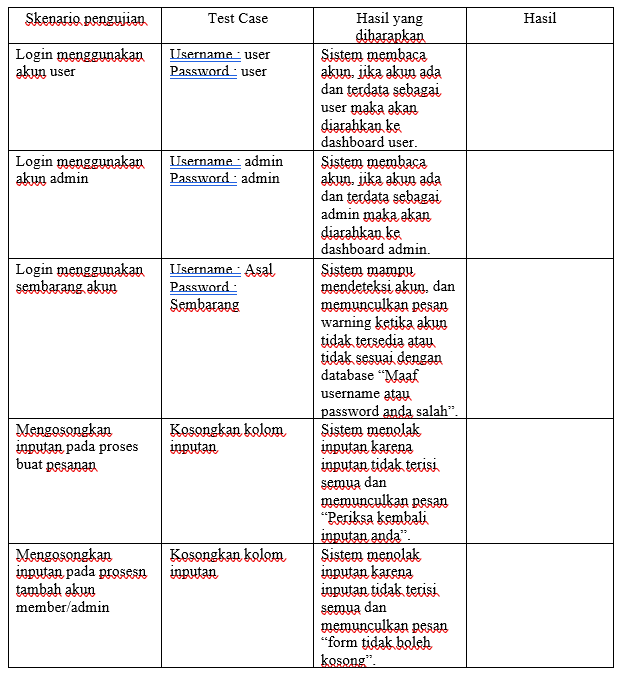 Skenario pengujian
Test Case
Hasil yang
diharapkan
Hasil
Login menggunakan
akun user
Username : user
Password : user
Sistem membaca
akun, jika akun ada
dan terdata sebagai
user maka akan
diarahkan ke
dashboard user.
Login menggunakan
akun admin
Username : admin
Password : admin
Sistem membaca
akun, jika akun ada
dan terdata sebagai
admin maka akan
diarahkan ke
dashboard admin.
Login menggunakan
sembarang akun
Username : Asal
Password :
Sembarang
Sistem mampu
mendeteksi akun, dan
memunculkan pesan
warning ketika akun
tidak tersedia atau
tidak sesuai dengan
database “Maaf
username atau
password anda salah”.
Mengosongkan
inputan pada proses
buat pesanan
Kosongkan kolom
inputan
Sistem menolak
inputan karena
inputan tidak terisi
semua dan
memunculkan pesan
“Periksa kembali
inputan anda”.
Mengosongkan
inputan pada prosesn
tambah akun
member/admin
Kosongkan kolom
inputan
Sistem menolak
inputan karena
inputan tidak terisi
semua dan
memunculkan pesan
“form tidak boleh
kosong”.